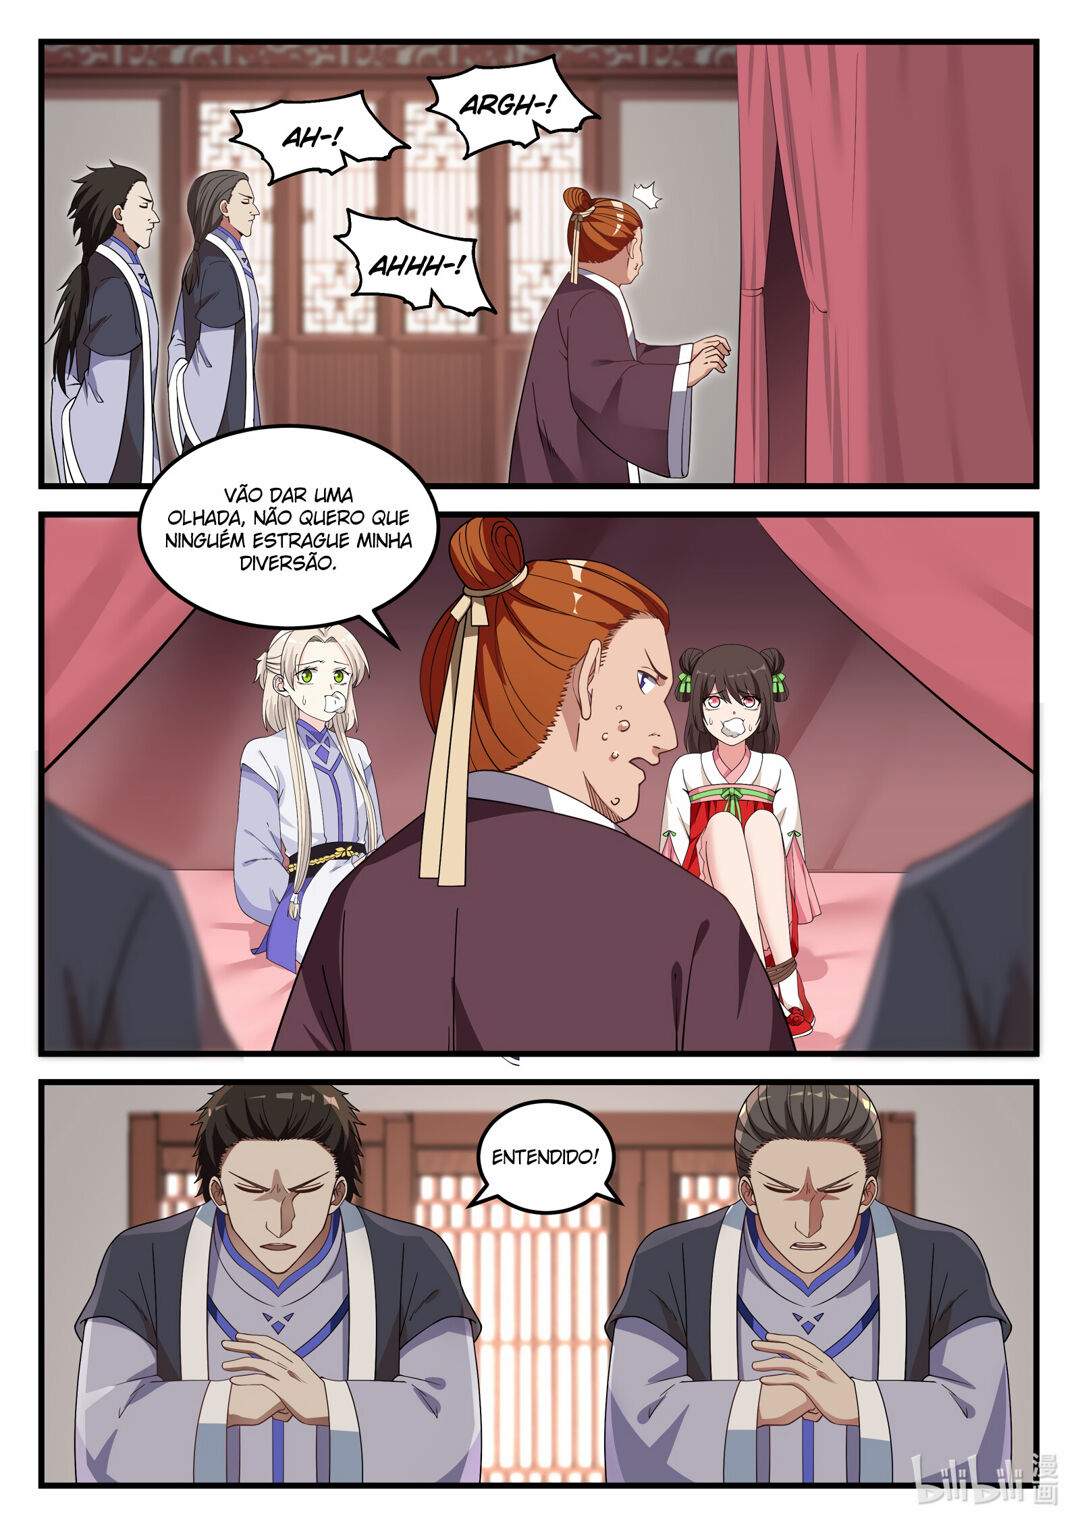 AH-!
ARGH-!
AHHH-!
VÃO DAR UMA
OLHADA, NÃO QUERO QUE
NINGUÉM ESTRAGUE MINHA
DIVERSÃO.
ENTENDIDO!
bilibili 漫画